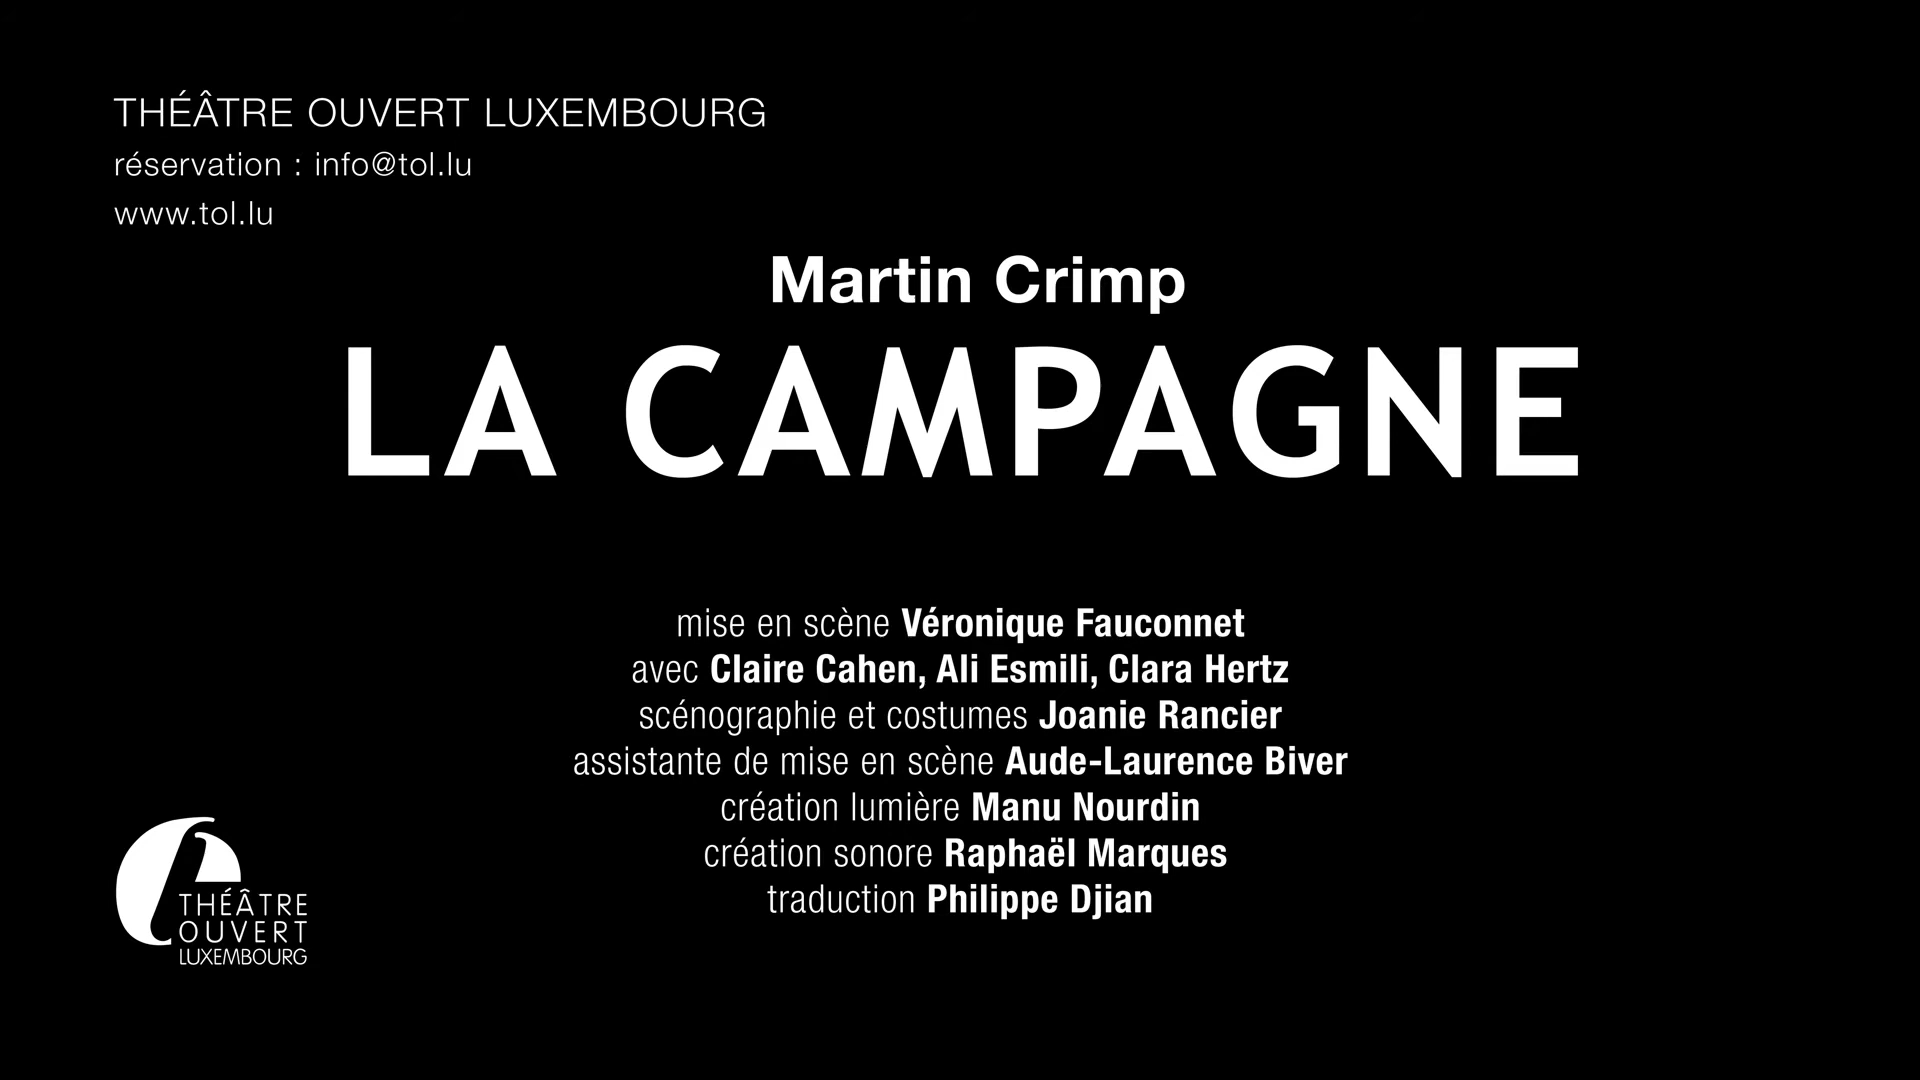 THÉÂTRE OUVERT LUXEMBOURG
réservation : info@tol.lu
www.tol.lu
Martin Crimp
LA CAMPAGNE
mise en scène Véronique Fauconnet
avec Claire Cahen, Ali Esmili, Clara Hertz
scénographie et costumes Joanie Rancier
assistante de mise en scène Aude-Laurence Biver
création lumière Manu Nourdin
création sonore Raphaël Marques
traduction Philippe Djian
THÉÂTRE
OUVERT
LUXEMBOURG